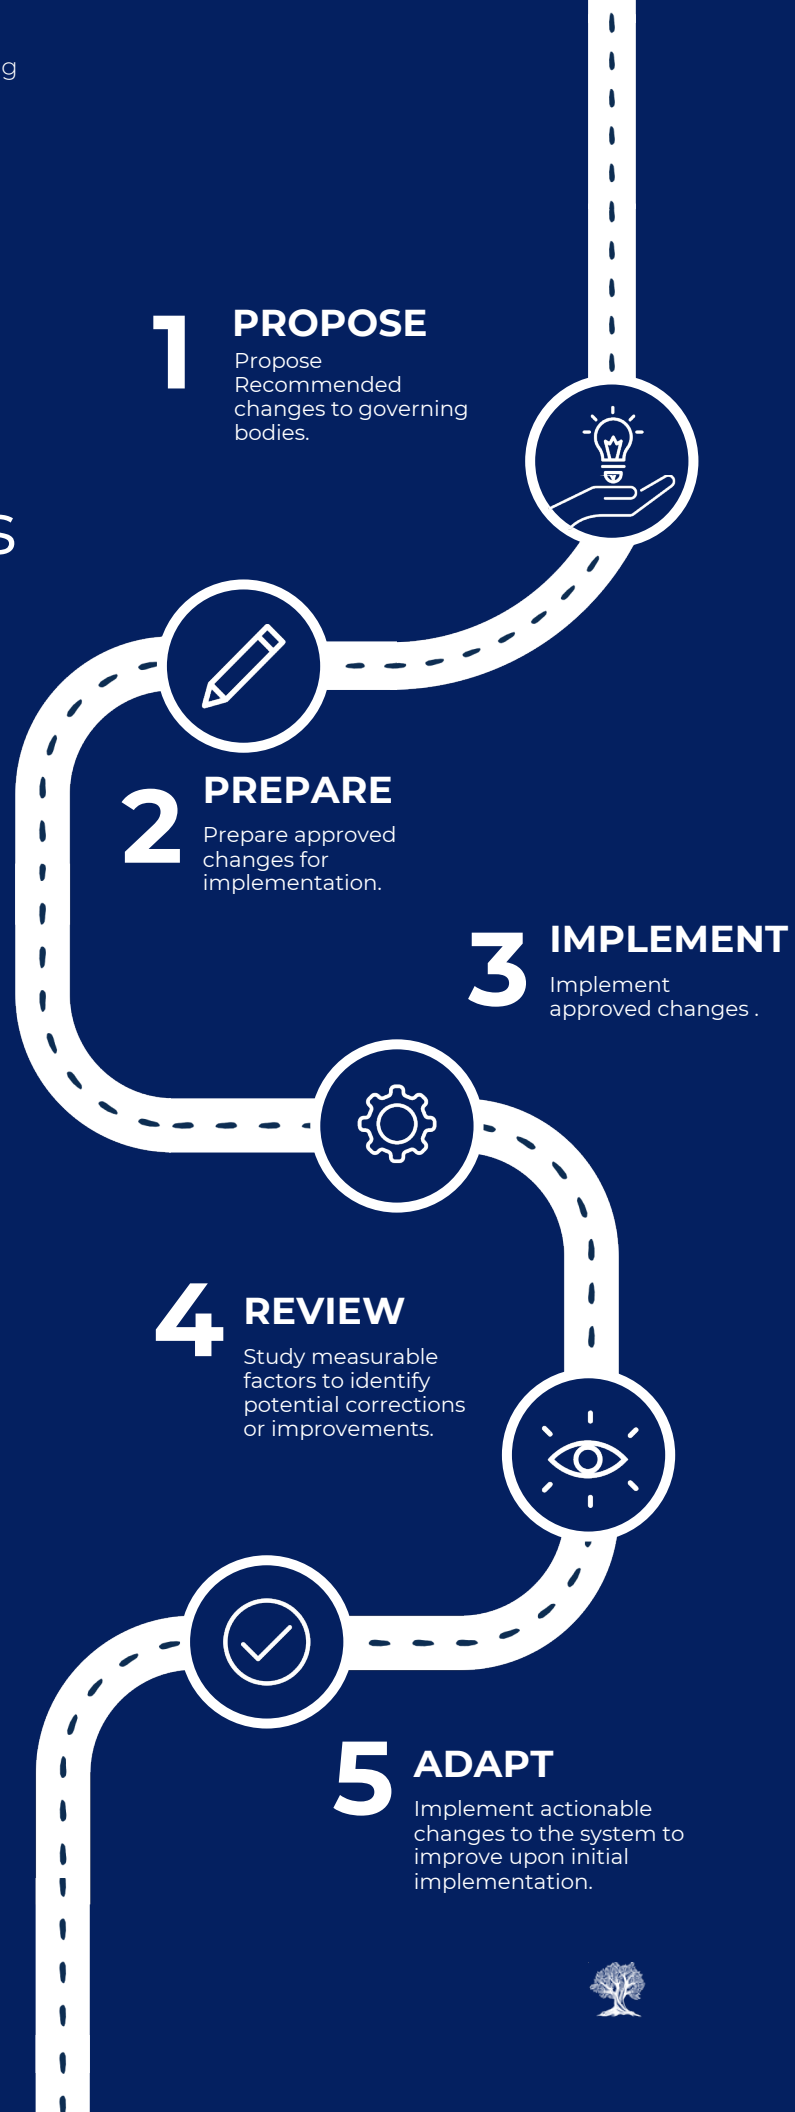 g
1
PROPOSE
Propose
Recommended
changes to governing
bodies.
s
2
PREPARE
Prepare approved
changes for
implementation.
3
IMPLEMENT
Implement
approved changes .
4
REVIEW
Study measurable
factors to identify
potential corrections
or improvements.
5
ADAPT
Implement actionable
changes to the system to
improve upon initial
implementation.